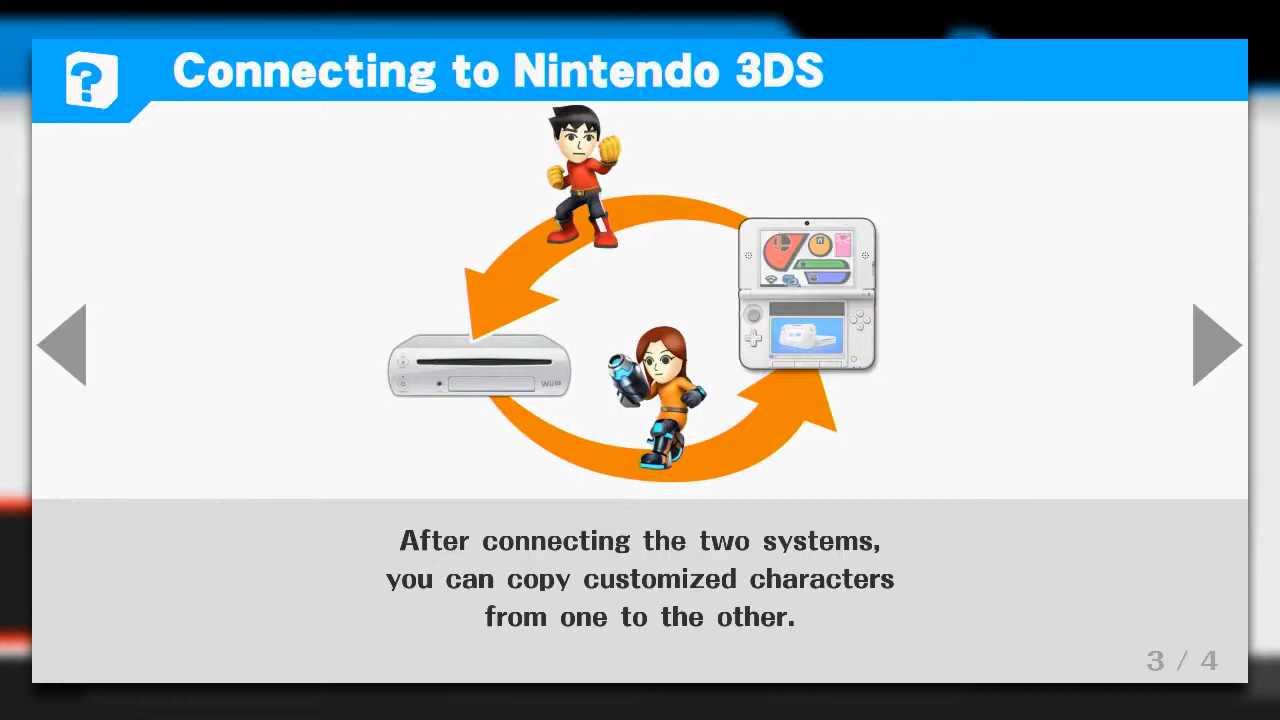 Connecting to Nintendo 3DS
WiiU
After connecting the two systems,
you can copy customized characters
from one to the other.
3 / 4